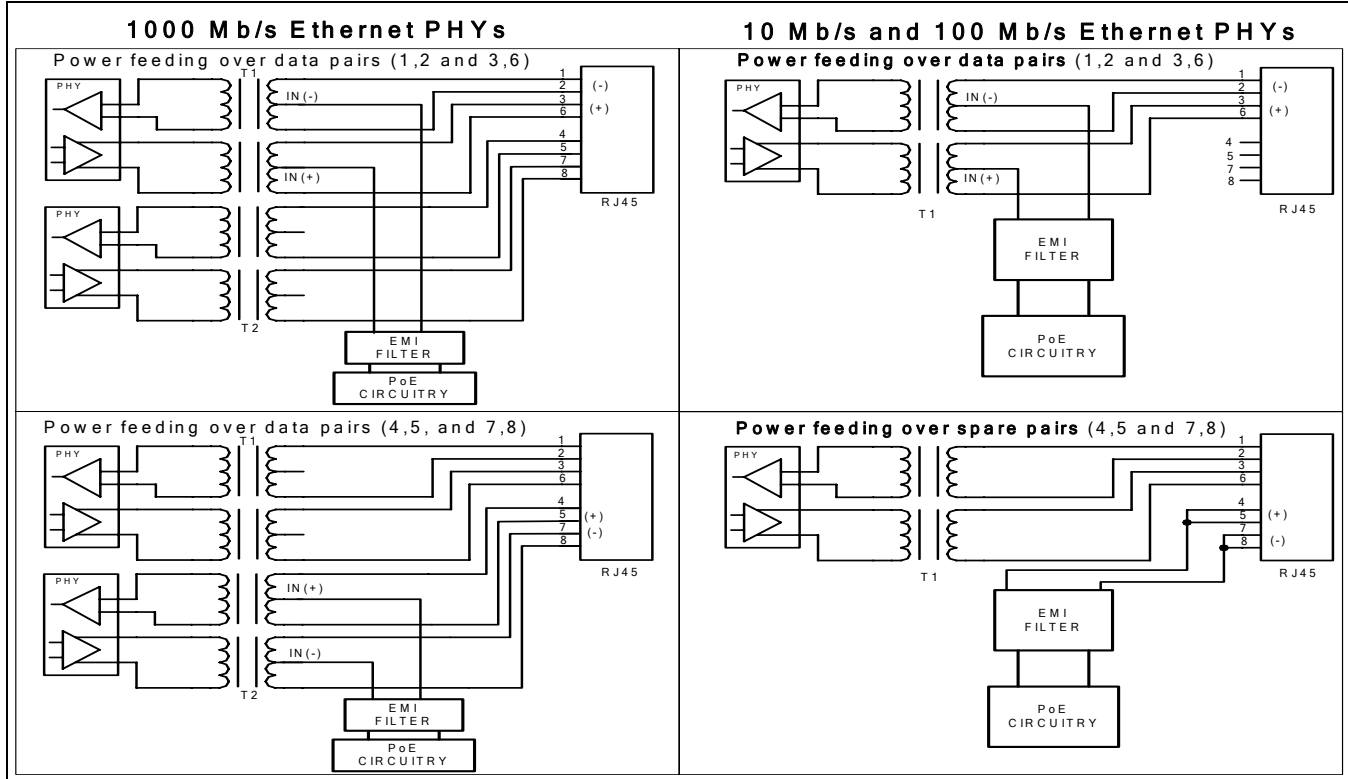 1000 Mb/s Ethernet PHYs
Power feeding over data pairs (1,2 and 3,6)
PHY
T1
IN(-)
IN(+)
1
2
3
6
4
5
7
8
(-)
(+)
RJ45
PHY
T2
EMI
FILTER
PoE
CIRCUITRY
10 Mb/s and 100 Mb/s Ethernet PHYs
Power feeding over data pairs (1,2 and 3,6)
PHY
IN(-)
IN(+)
T1
1
2
3
6
4
5
7
8
(-)
(+)
RJ45
EMI
FILTER
PoE
CIRCUITRY
Power feeding over data pairs (4,5, and 7,8)
T1
PHY
1
2
3
6
4
5
7
8
(+)
(-)
RJ45
PHY
IN(+)
IN(-)
T2
EMI
FILTER
PoE
CIRCUITRY
Power feeding over spare pairs (4,5 and 7,8)
PHY
T1
1
2
3
6
4
5
7
8
(+)
(-)
RJ45
EMI
FILTER
PoE
CIRCUITRY